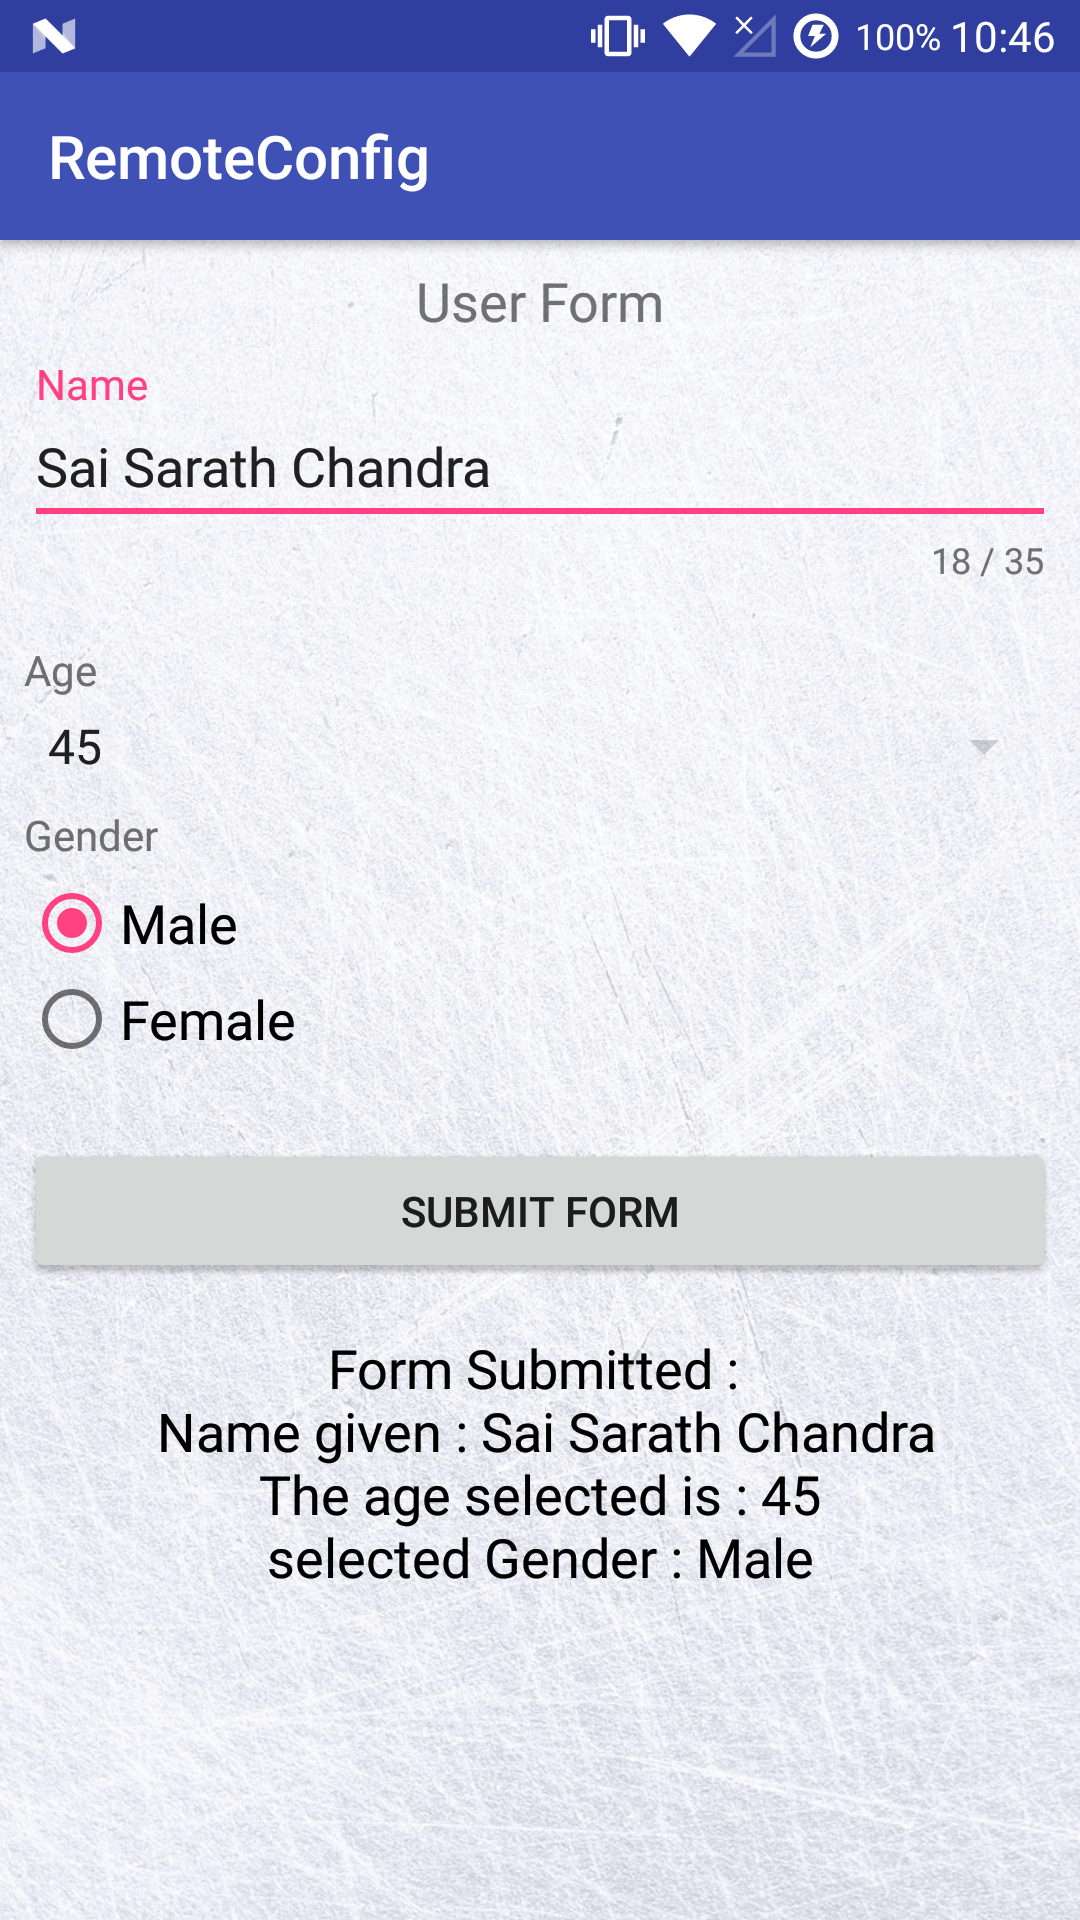 100% 10:46
RemoteConfig
User Form
Name
Sai Sarath Chandra
18 / 35
Age
45
Gender
Male
Female
SUBMIT FORM
Form Submitted :
Name given : Sai Sarath Chandra
The age selected is : 45
selected Gender : Male